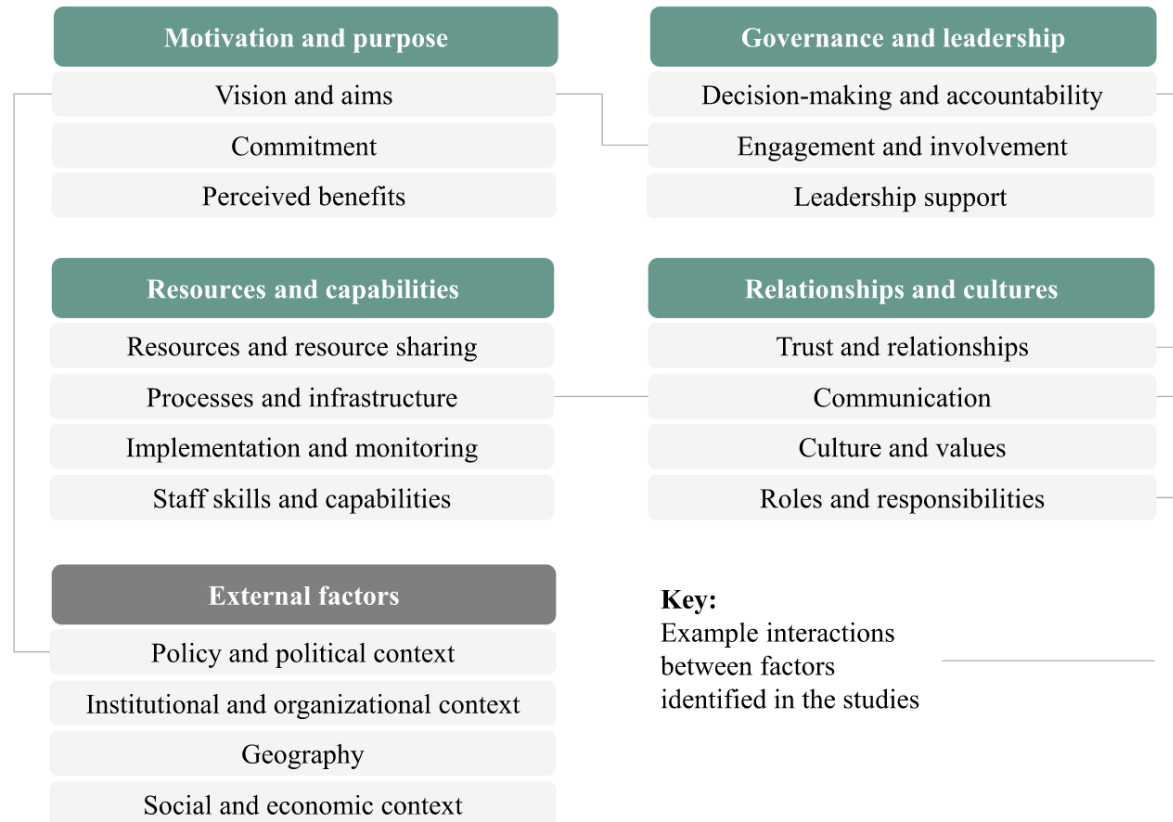 Motivation and purpose
Vision and aims
Commitment
Perceived benefits
Governance and leadership
Decision-making and accountability
Engagement and involvement
Leadership support
Resources and capabilities
Resources and resource sharing
Processes and infrastructure
Implementation and monitoring
Staff skills and capabilities
Relationships and cultures
Trust and relationships
Communication
Culture and values
Roles and responsibilities
External factors
Policy and political context
Institutional and organizational context
Geography
Social and economic context
Key:
Example interactions
between factors
identified in the studies